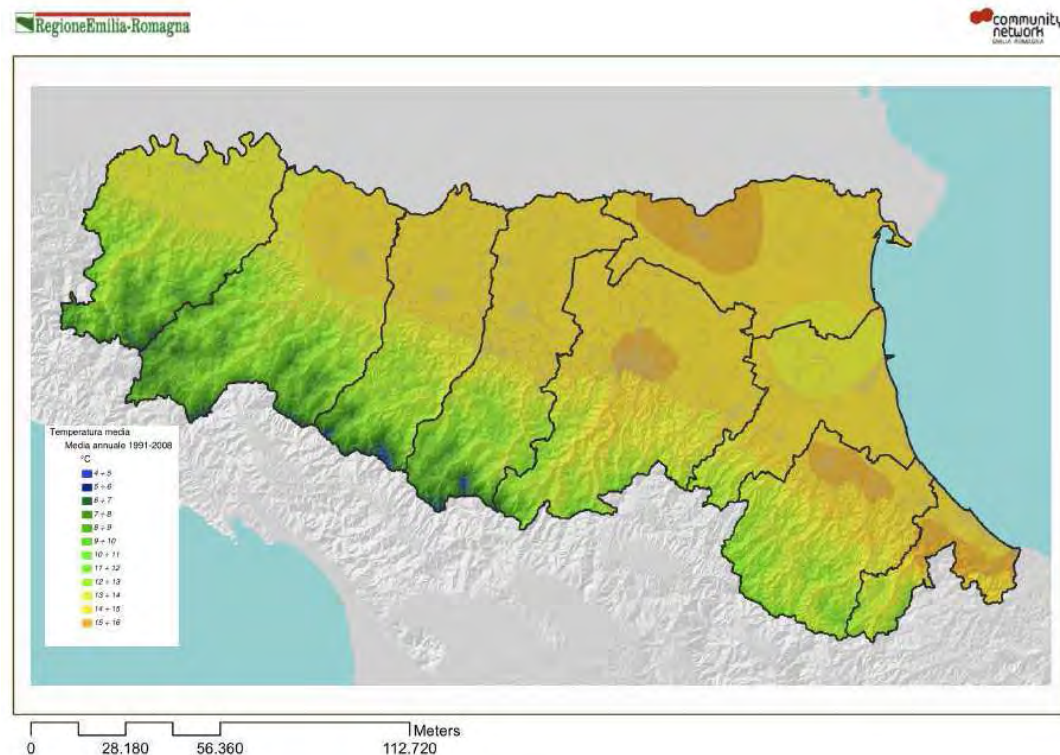 RegioneEmilia-Romagna
community
network
EMILIA ROMAGNA
Temperatura media
Media annuale 1991-2008
°C
4 ÷ 5
5 ÷ 6
6 ÷ 7
7 ÷ 8
8 ÷ 9
9 ÷ 10
10 ÷ 11
11 ÷ 12
12 ÷ 13
13 ÷ 14
14 ÷ 15
15 ÷ 16
Meters
0 28.180 56.360 112.720